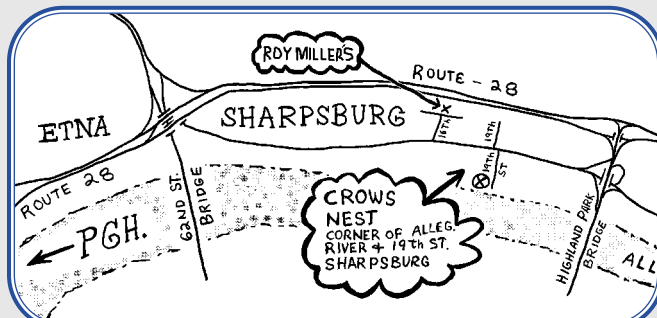 ROY MILLER'S
ROUTE - 28
ETNA
SHARPSBURG
16TH
19TH
19TH
ST
ROUTE 28
62ND ST.
BRIDGE
PGH.
CROWS
NEST
CORNER OF ALLEG.
RIVER + 19TH ST.
SHARPSBURG
HIGHLAND PARK
BRIDGE
ALL